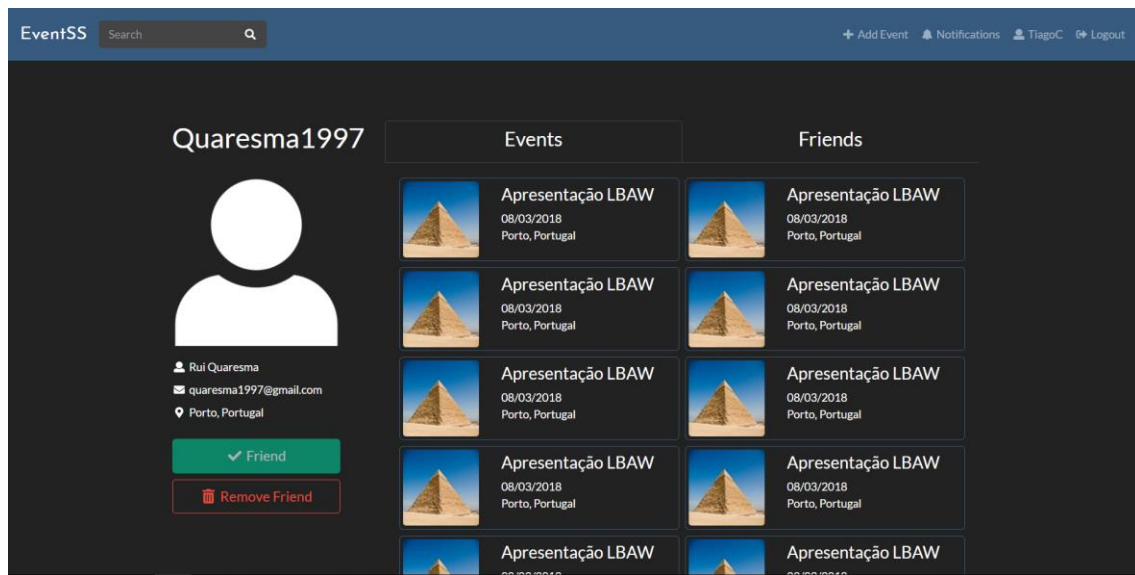 EventSS Search Add Event Notifications TiagoC Logout
Quaresma1997
Rui Quaresma
quaresma1997@gmail.com
Porto, Portugal
Friend
Remove Friend
Events Friends
Apresentação LBAW
08/03/2018
Porto, Portugal
Apresentação LBAW
08/03/2018
Porto, Portugal
Apresentação LBAW
08/03/2018
Porto, Portugal
Apresentação LBAW
08/03/2018
Porto, Portugal
Apresentação LBAW
08/03/2018
Porto, Portugal
Apresentação LBAW
08/03/2018
Porto, Portugal
Apresentação LBAW
08/03/2018
Porto, Portugal
Apresentação LBAW
08/03/2018
Porto, Portugal
Apresentação LBAW
Apresentação LBAW